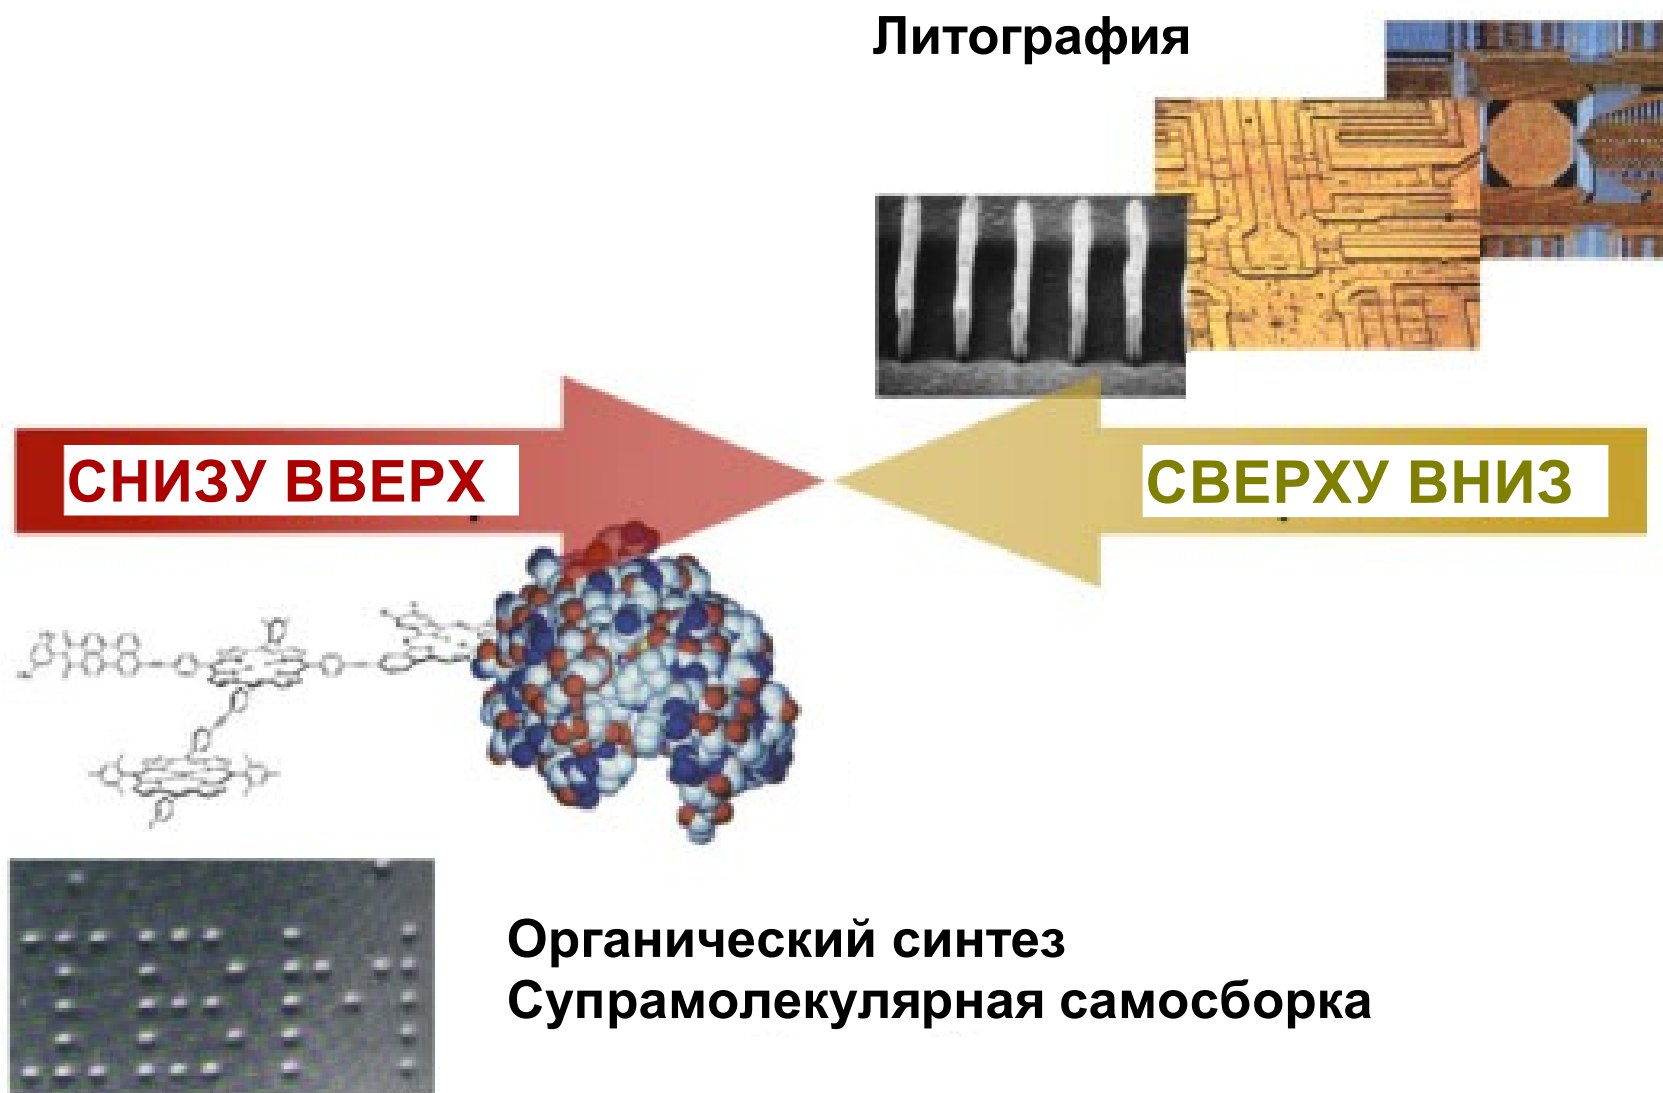 Литография
СНИЗУ ВВЕРХ
СВЕРХУ ВНИЗ
Органический синтез
Супрамолекулярная самосборка